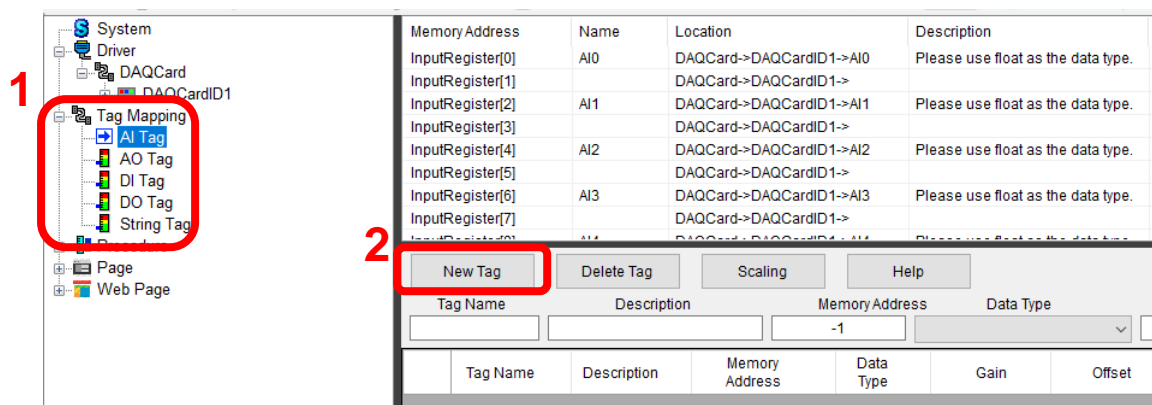 System
Driver
DAQCard
DAQCardID1
1
Tag Mapping
AI Tag
AO Tag
DI Tag
DO Tag
String Tag
Procedure
Page
Web Page
Memory Address Name Location Description
InputRegister[0] AI0 DAQCard->DAQCardID1->AI0 Please use float as the data type.
InputRegister[1] DAQCard->DAQCardID1->
InputRegister[2] AI1 DAQCard->DAQCardID1->AI1 Please use float as the data type.
InputRegister[3] DAQCard->DAQCardID1->
InputRegister[4] AI2 DAQCard->DAQCardID1->AI2 Please use float as the data type.
InputRegister[5] DAQCard->DAQCardID1->
InputRegister[6] AI3 DAQCard->DAQCardID1->AI3 Please use float as the data type.
InputRegister[7] DAQCard->DAQCardID1->
2
New Tag Delete Tag Scaling Help
Tag Name Description Memory Address Data Type
-1
Tag Name Description Memory Address Data Type Gain Offset